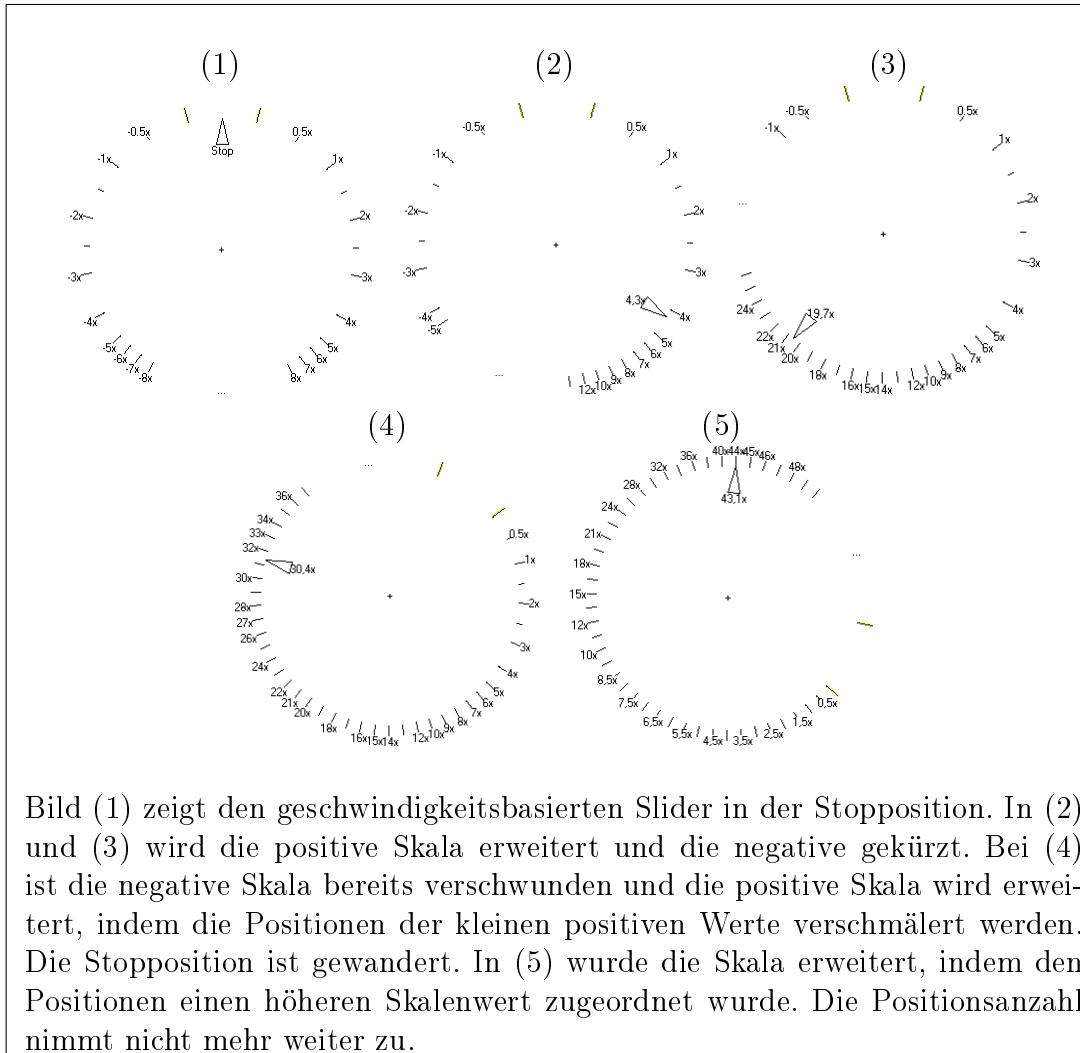 (1)
-0.5x
0.5x
Stop
-1x
1x
-2x
2x
+
-3x
3x
-4x
4x
-5x
5x
-6x
6x
-7x
7x
-8x
8x
...
(2)
-0.5x
0.5x
-1x
1x
-2x
2x
+
-3x
3x
4,3x
-4x
4x
-5x
5x
6x
7x
8x
9x
10x
12x
...
(3)
-0.5x
0.5x
-1x
1x
...
2x
+
3x
24x
19,7x
4x
22x
21x
20x
5x
6x
7x
8x
9x
10x
12x
18x
16x
15x
14x
(4)
...
36x
34x
33x
32x
0.5x
1x
30,4x
30x
+
28x
2x
27x
26x
3x
24x
4x
22x
21x
20x
5x
6x
7x
8x
9x
10x
12x
18x
16x
15x
14x
(5)
40x
44x
45x
46x
36x
32x
48x
28x
43,1x
24x
21x
...
18x
15x
+
12x
10x
8,5x
7,5x
6,5x
5,5x
4,5x
3,5x
2,5x
1,5x
0,5x
Bild (1) zeigt den geschwindigkeitsbasierten Slider in der Stopposition. In (2)
und (3) wird die positive Skala erweitert und die negative gekürzt. Bei (4)
ist die negative Skala bereits verschwunden und die positive Skala wird erwei-
tert, indem die Positionen der kleinen positiven Werte verschmälert werden.
Die Stopposition ist gewandert. In (5) wurde die Skala erweitert, indem den
Positionen einen höheren Skalenwert zugeordnet wurde. Die Positionsanzahl
nimmt nicht mehr weiter zu.